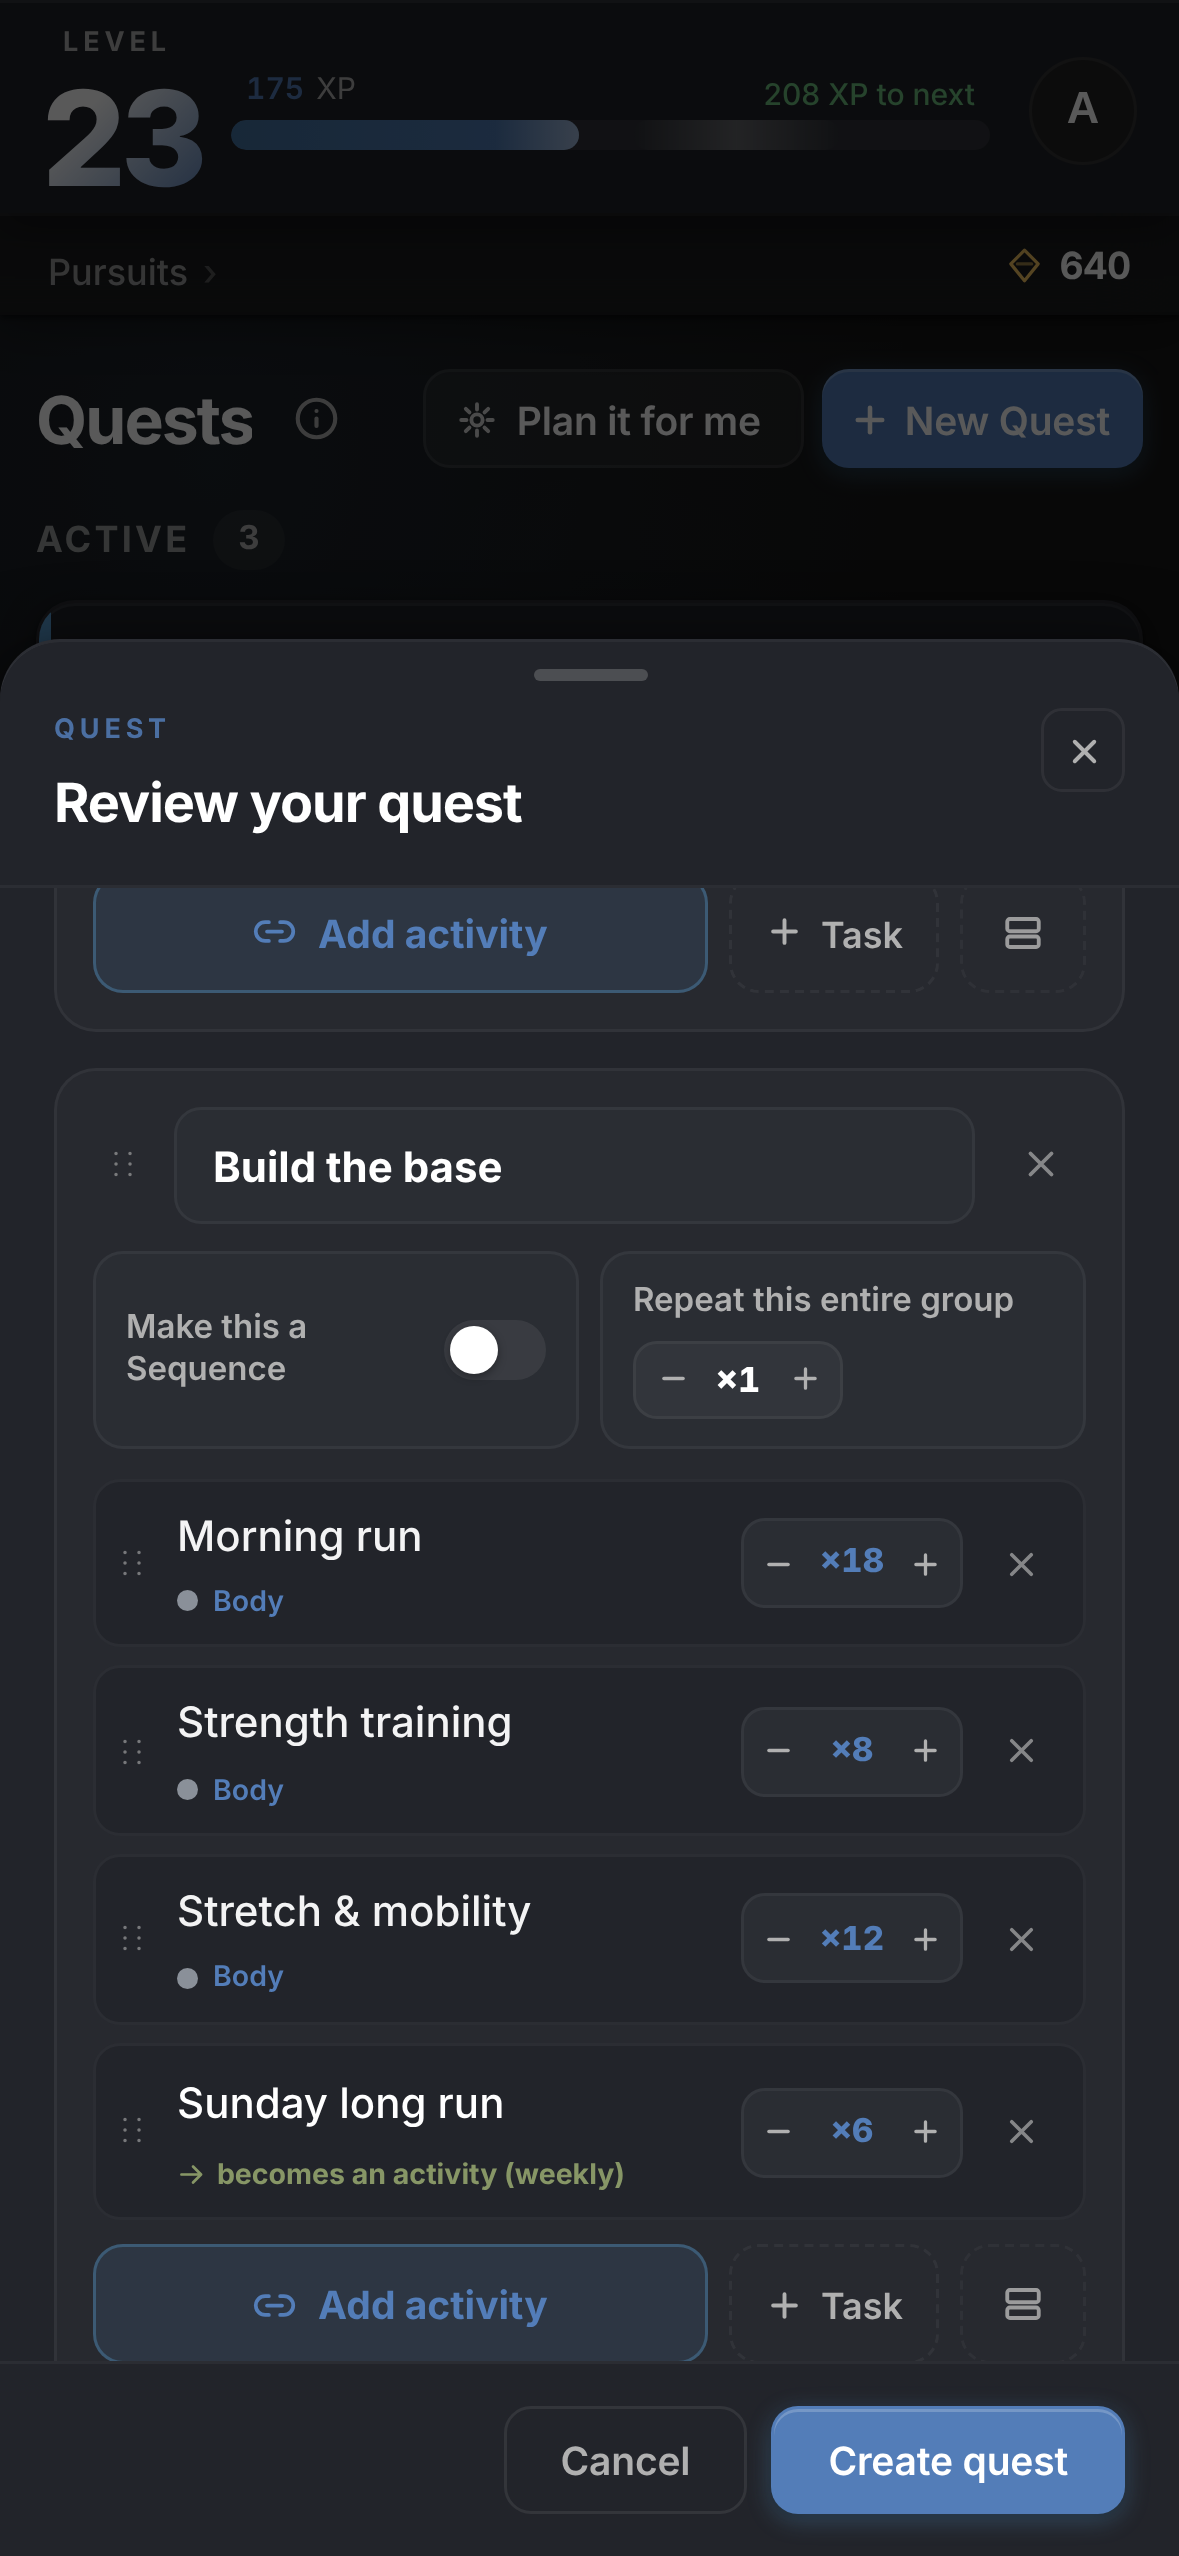 LEVEL
23
175 XP
208 XP to next
A
Pursuits
640
Quests
Plan it for me
+ New Quest
ACTIVE 3
QUEST
Review your quest
Add activity
+ Task
Build the base
Make this a
Sequence
Repeat this entire group
− ×1 +
Morning run
Body
− ×18 +
Strength training
Body
− ×8 +
Stretch & mobility
Body
− ×12 +
Sunday long run
→ becomes an activity (weekly)
− ×6 +
Add activity
+ Task
Cancel
Create quest